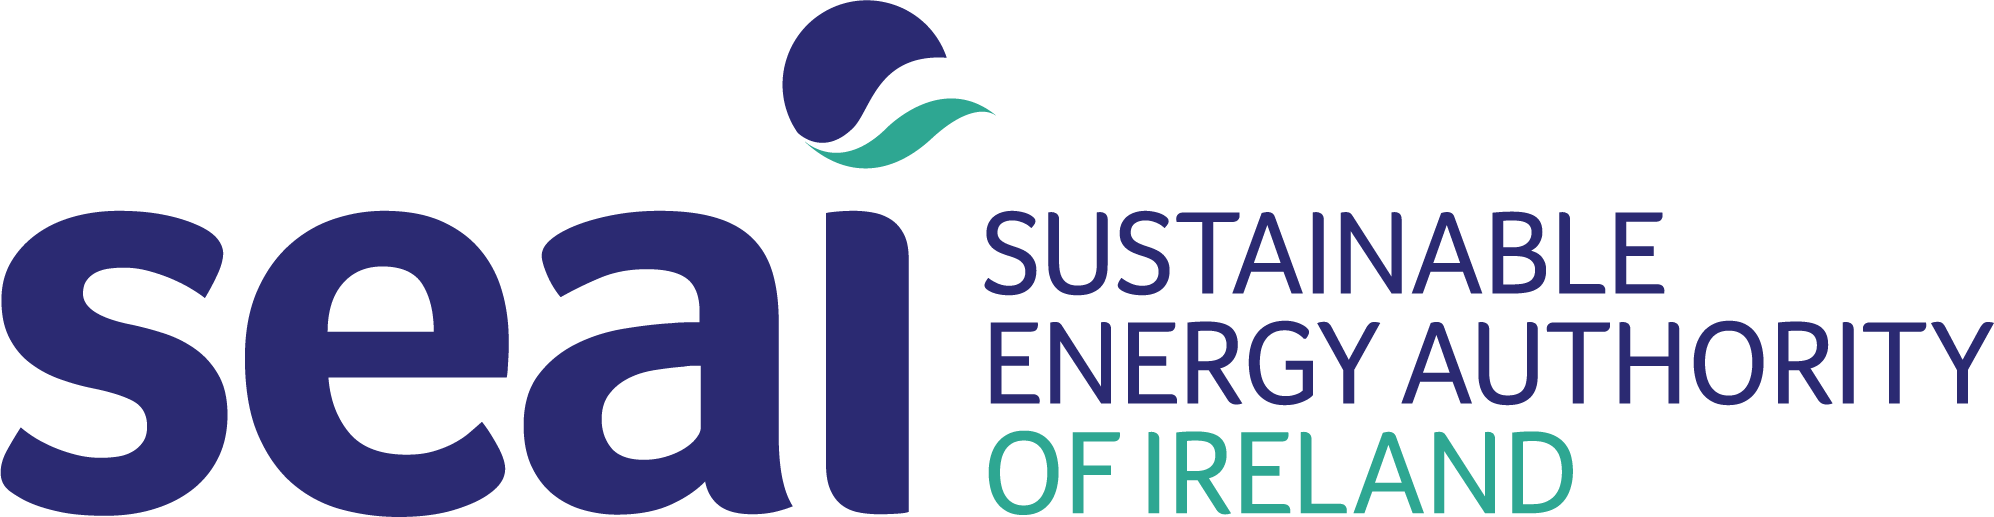 seai
SUSTAINABLE
ENERGY AUTHORITY
OF IRELAND